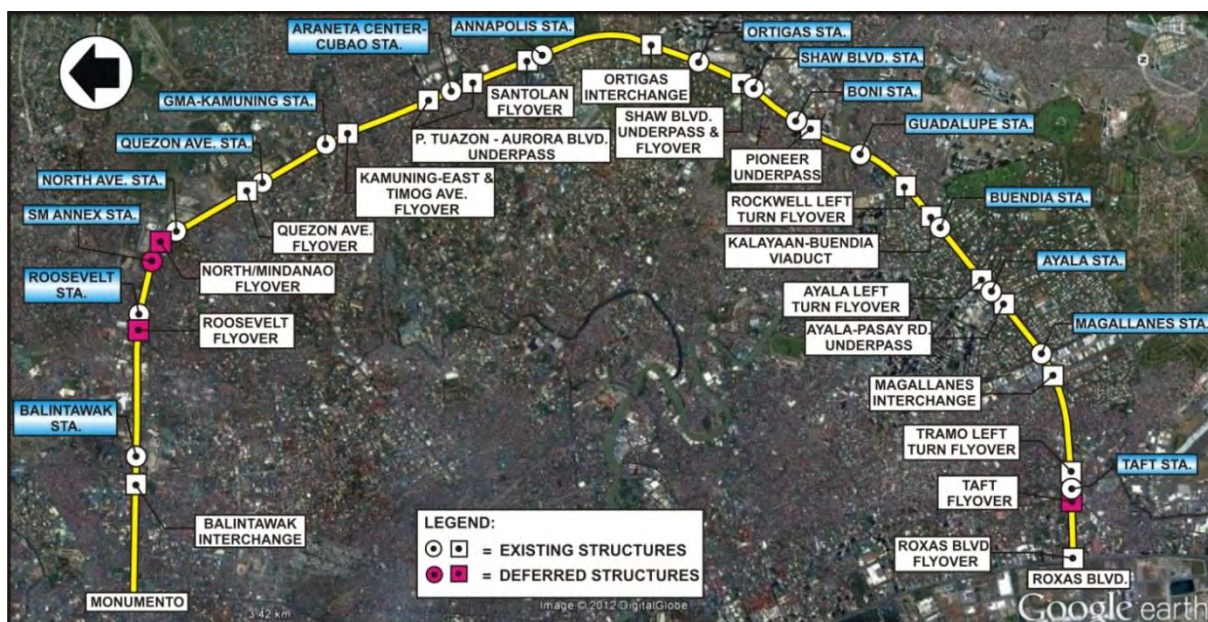 ARANETA CENTER-
CUBAO STA.
ANNAPOLIS STA.
ORTIGAS STA.
SHAW BLVD. STA.
BONI STA.
GUADALUPE STA.
BUENDIA STA.
AYALA STA.
MAGALLANES STA.
TAFT STA.
GMA-KAMUNING STA.
QUEZON AVE. STA.
NORTH AVE. STA.
SM ANNEX STA.
ROOSEVELT
STA.
BALINTAWAK
STA.
SANTOLAN
FLYOVER
ORTIGAS
INTERCHANGE
SHAW BLVD.
UNDERPASS &
FLYOVER
P. TUAZON - AURORA BLVD.
UNDERPASS
KAMUNING-EAST &
TIMOG AVE.
FLYOVER
QUEZON AVE.
FLYOVER
NORTH/MINDANAO
FLYOVER
ROOSEVELT
FLYOVER
BALINTAWAK
INTERCHANGE
MONUMENTO
PIONEER
UNDERPASS
ROCKWELL LEFT
TURN FLYOVER
KALAYAAN-BUENDIA
VIADUCT
AYALA LEFT
TURN FLYOVER
AYALA-PASAY RD.
UNDERPASS
MAGALLANES
INTERCHANGE
TRAMO LEFT
TURN FLYOVER
TAFT
FLYOVER
ROXAS BLVD
FLYOVER
ROXAS BLVD.
LEGEND:
= EXISTING STRUCTURES
= DEFERRED STRUCTURES
3.42 km
Image © 2012 DigitalGlobe
Google earth
N